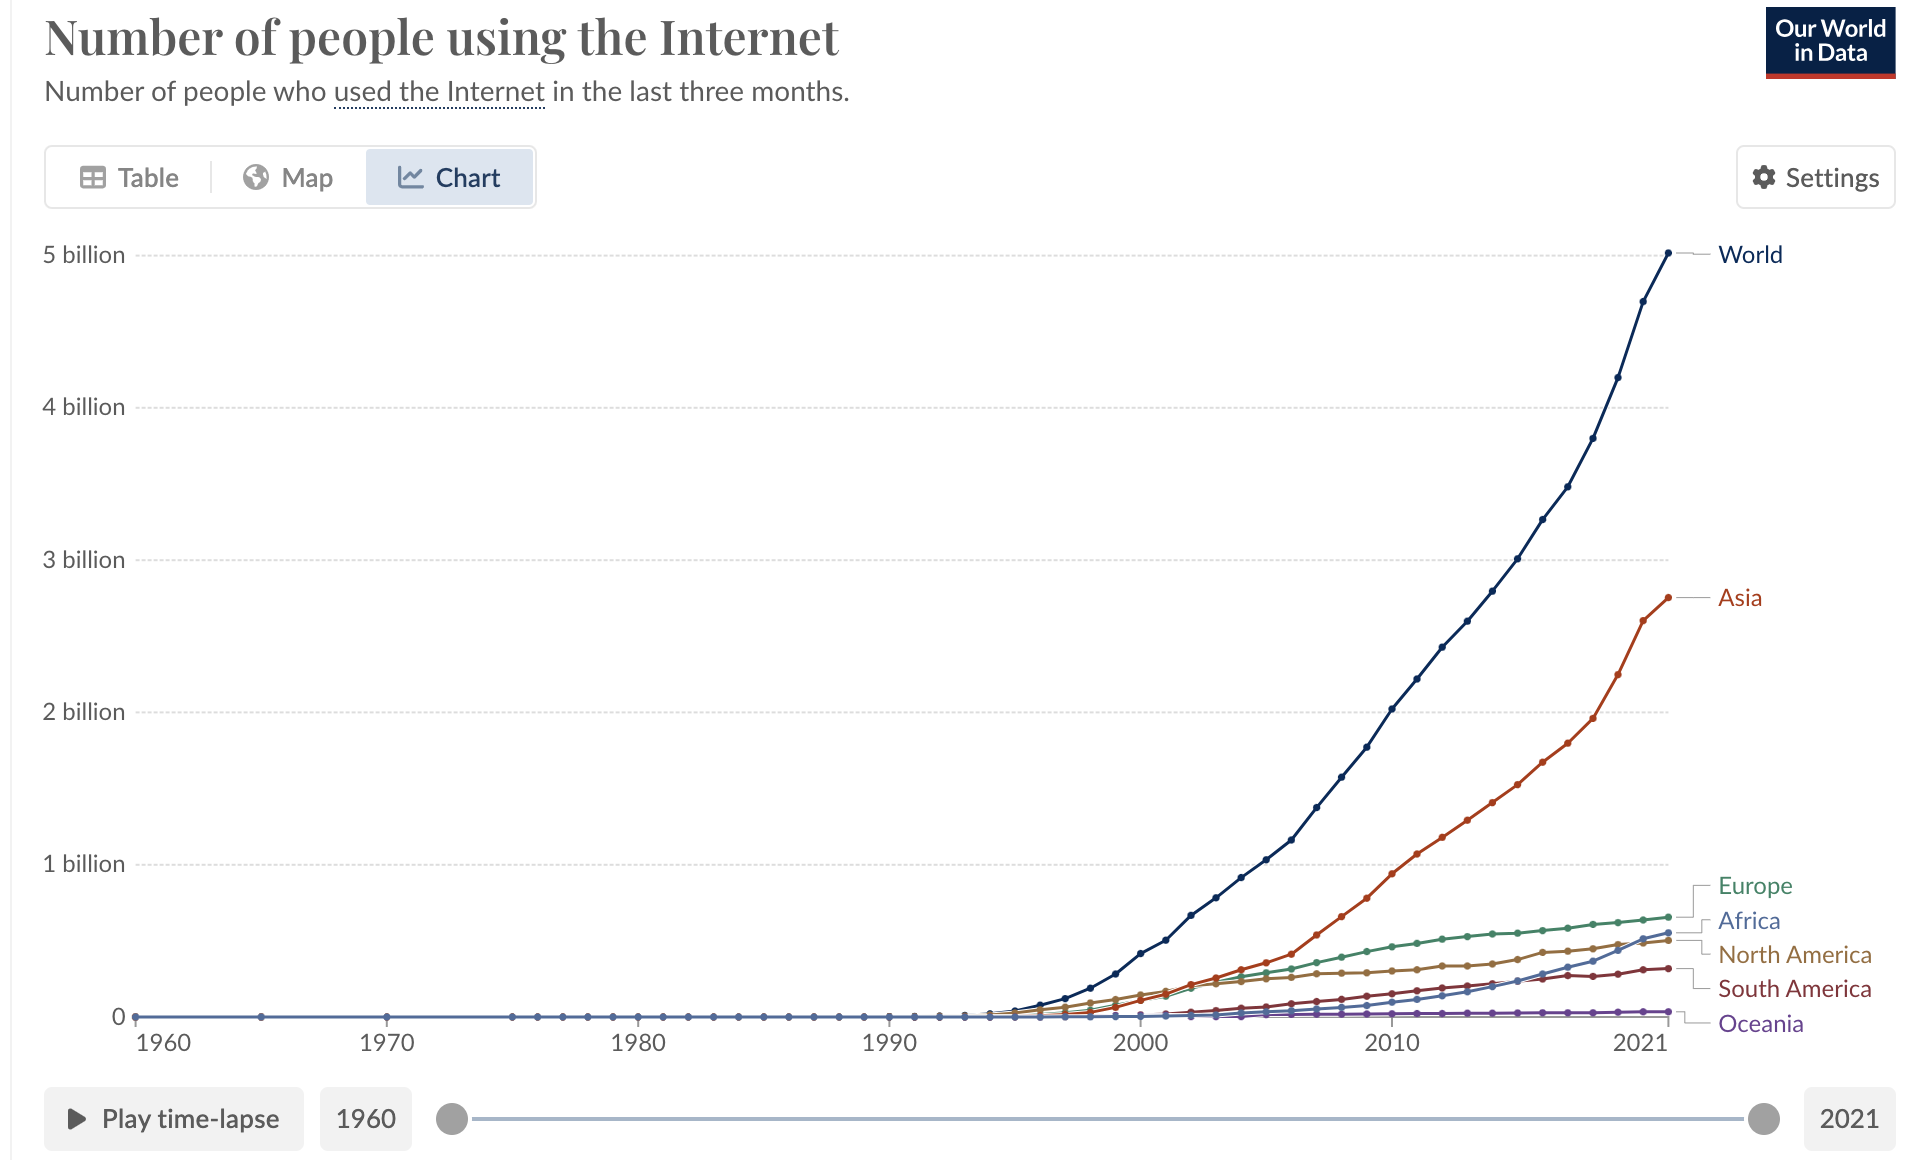 Number of people using the Internet
Our World
in Data
Number of people who used the Internet in the last three months.
Table
Map
Chart
Settings
5 billion
4 billion
3 billion
2 billion
1 billion
0
World
Asia
Europe
Africa
North America
South America
Oceania
1960
1970
1980
1990
2000
2010
2021
Play time-lapse
1960
2021